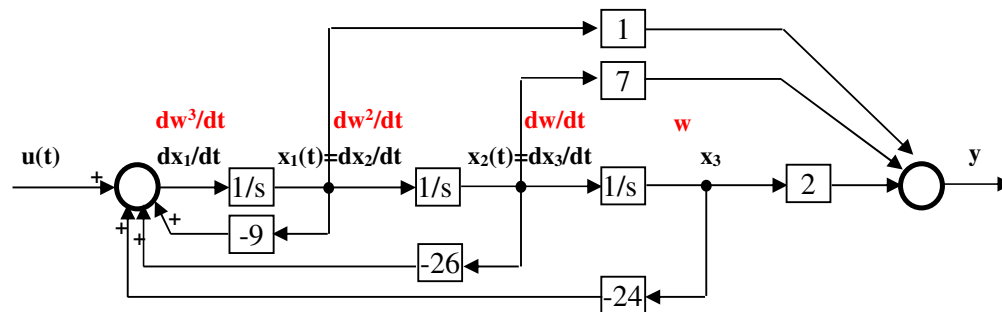 1
7
dw³/dt dw²/dt dw/dt w
u(t) dx₁/dt x₁(t)=dx₂/dt x₂(t)=dx₃/dt x₃ y
+ 1/s 1/s 1/s 2
+ + + -9
-26
-24